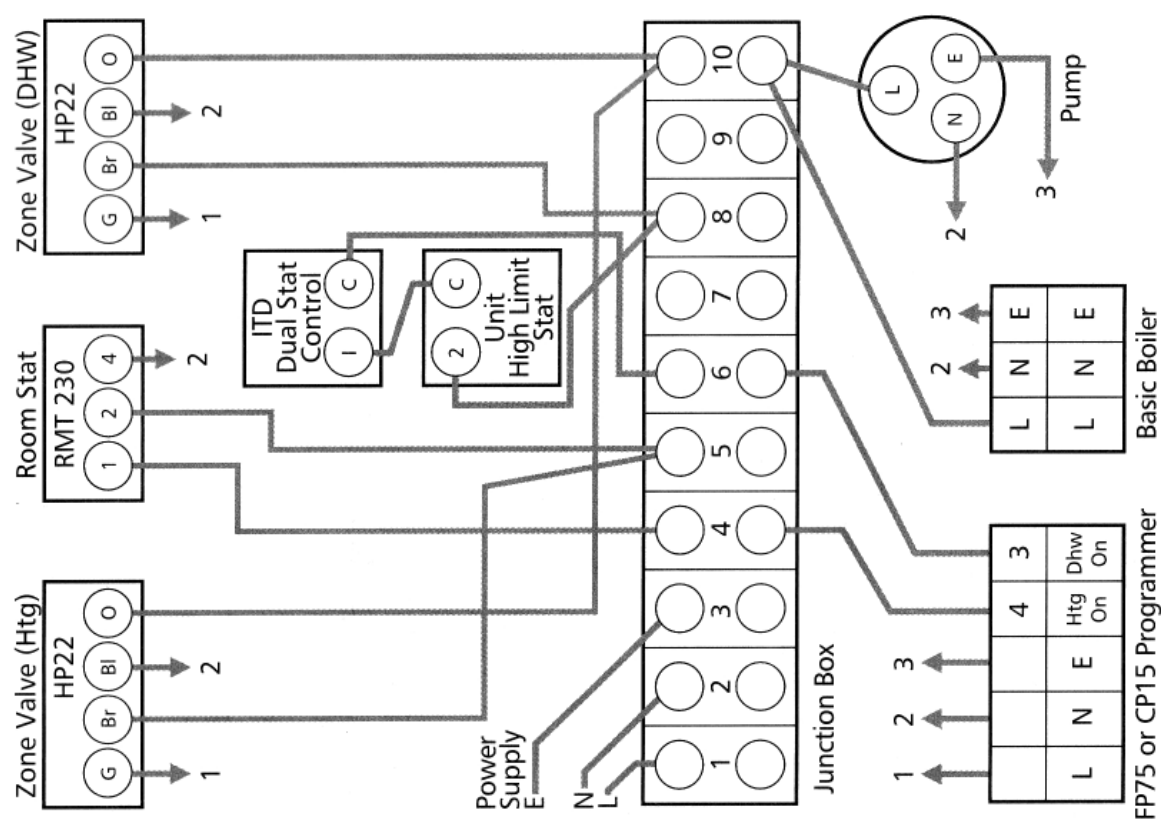 Zone Valve (Htg)
HP22
G
Br
Bl
O
1
2
Room Stat
RMT 230
1
2
4
2
Zone Valve (DHW)
HP22
G
Br
Bl
O
1
2
ITD
Dual Stat
Control
I
C
2
C
Unit
High Limit
Stat
Power
Supply
E
N
L
1
2
3
4
5
6
7
8
9
10
Junction Box
1
2
3
4
3
L
N
E
Htg
On
Dhw
On
FP75 or CP15 Programmer
2
3
L
N
E
L
N
E
Basic Boiler
L
N
E
2
3
Pump